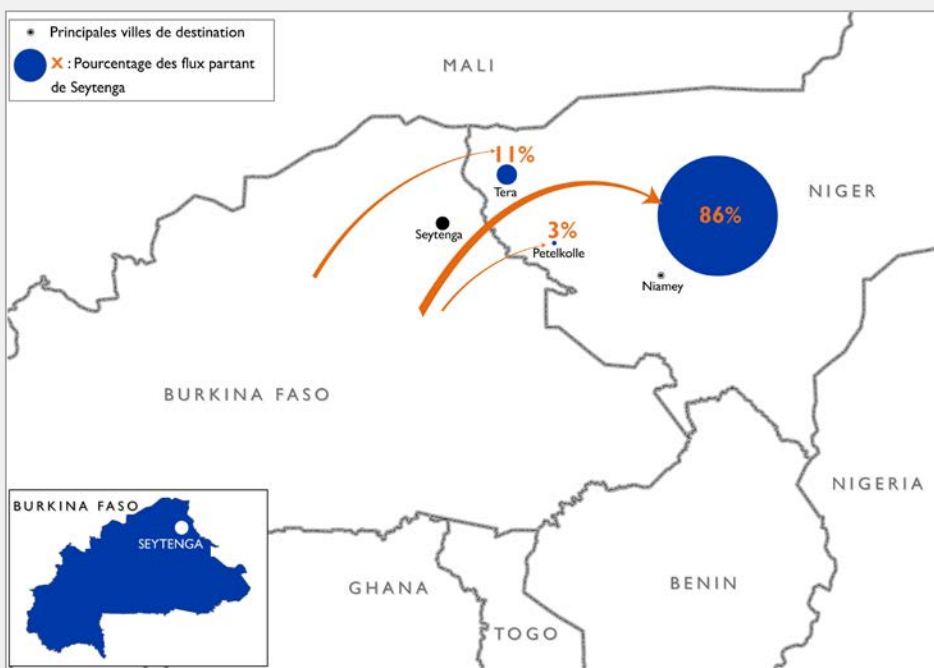 Principales villes de destination
X : Pourcentage des flux partant
de Seytenga
MALI
11%
Tera
NIGER
86%
Seytenga
3%
Petelkolle
Niamey
BURKINA FASO
NIGERIA
BURKINA FASO
SEYTENGA
GHANA
BENIN
TOGO